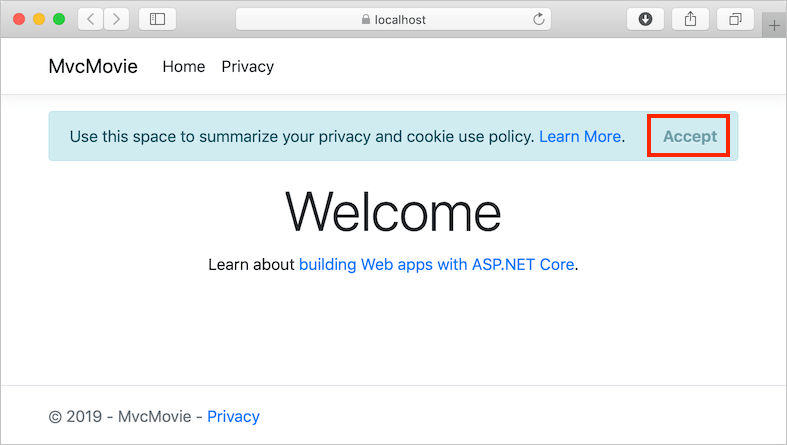 localhost
MvcMovie Home Privacy
Use this space to summarize your privacy and cookie use policy. Learn More. Accept
Welcome
Learn about building Web apps with ASP.NET Core.
© 2019 - MvcMovie - Privacy